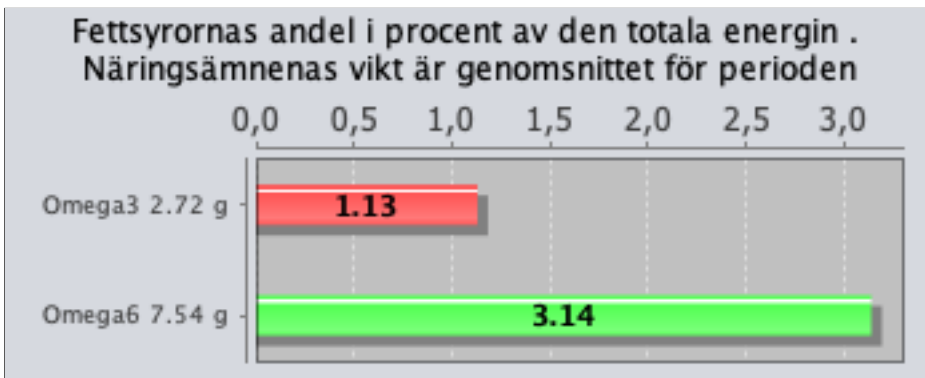 Fettsyrornas andel i procent av den totala energin .
Näringsämnenas vikt är genomsnittet för perioden
0,0 0,5 1,0 1,5 2,0 2,5 3,0
Omega3 2.72 g 1.13
Omega6 7.54 g 3.14